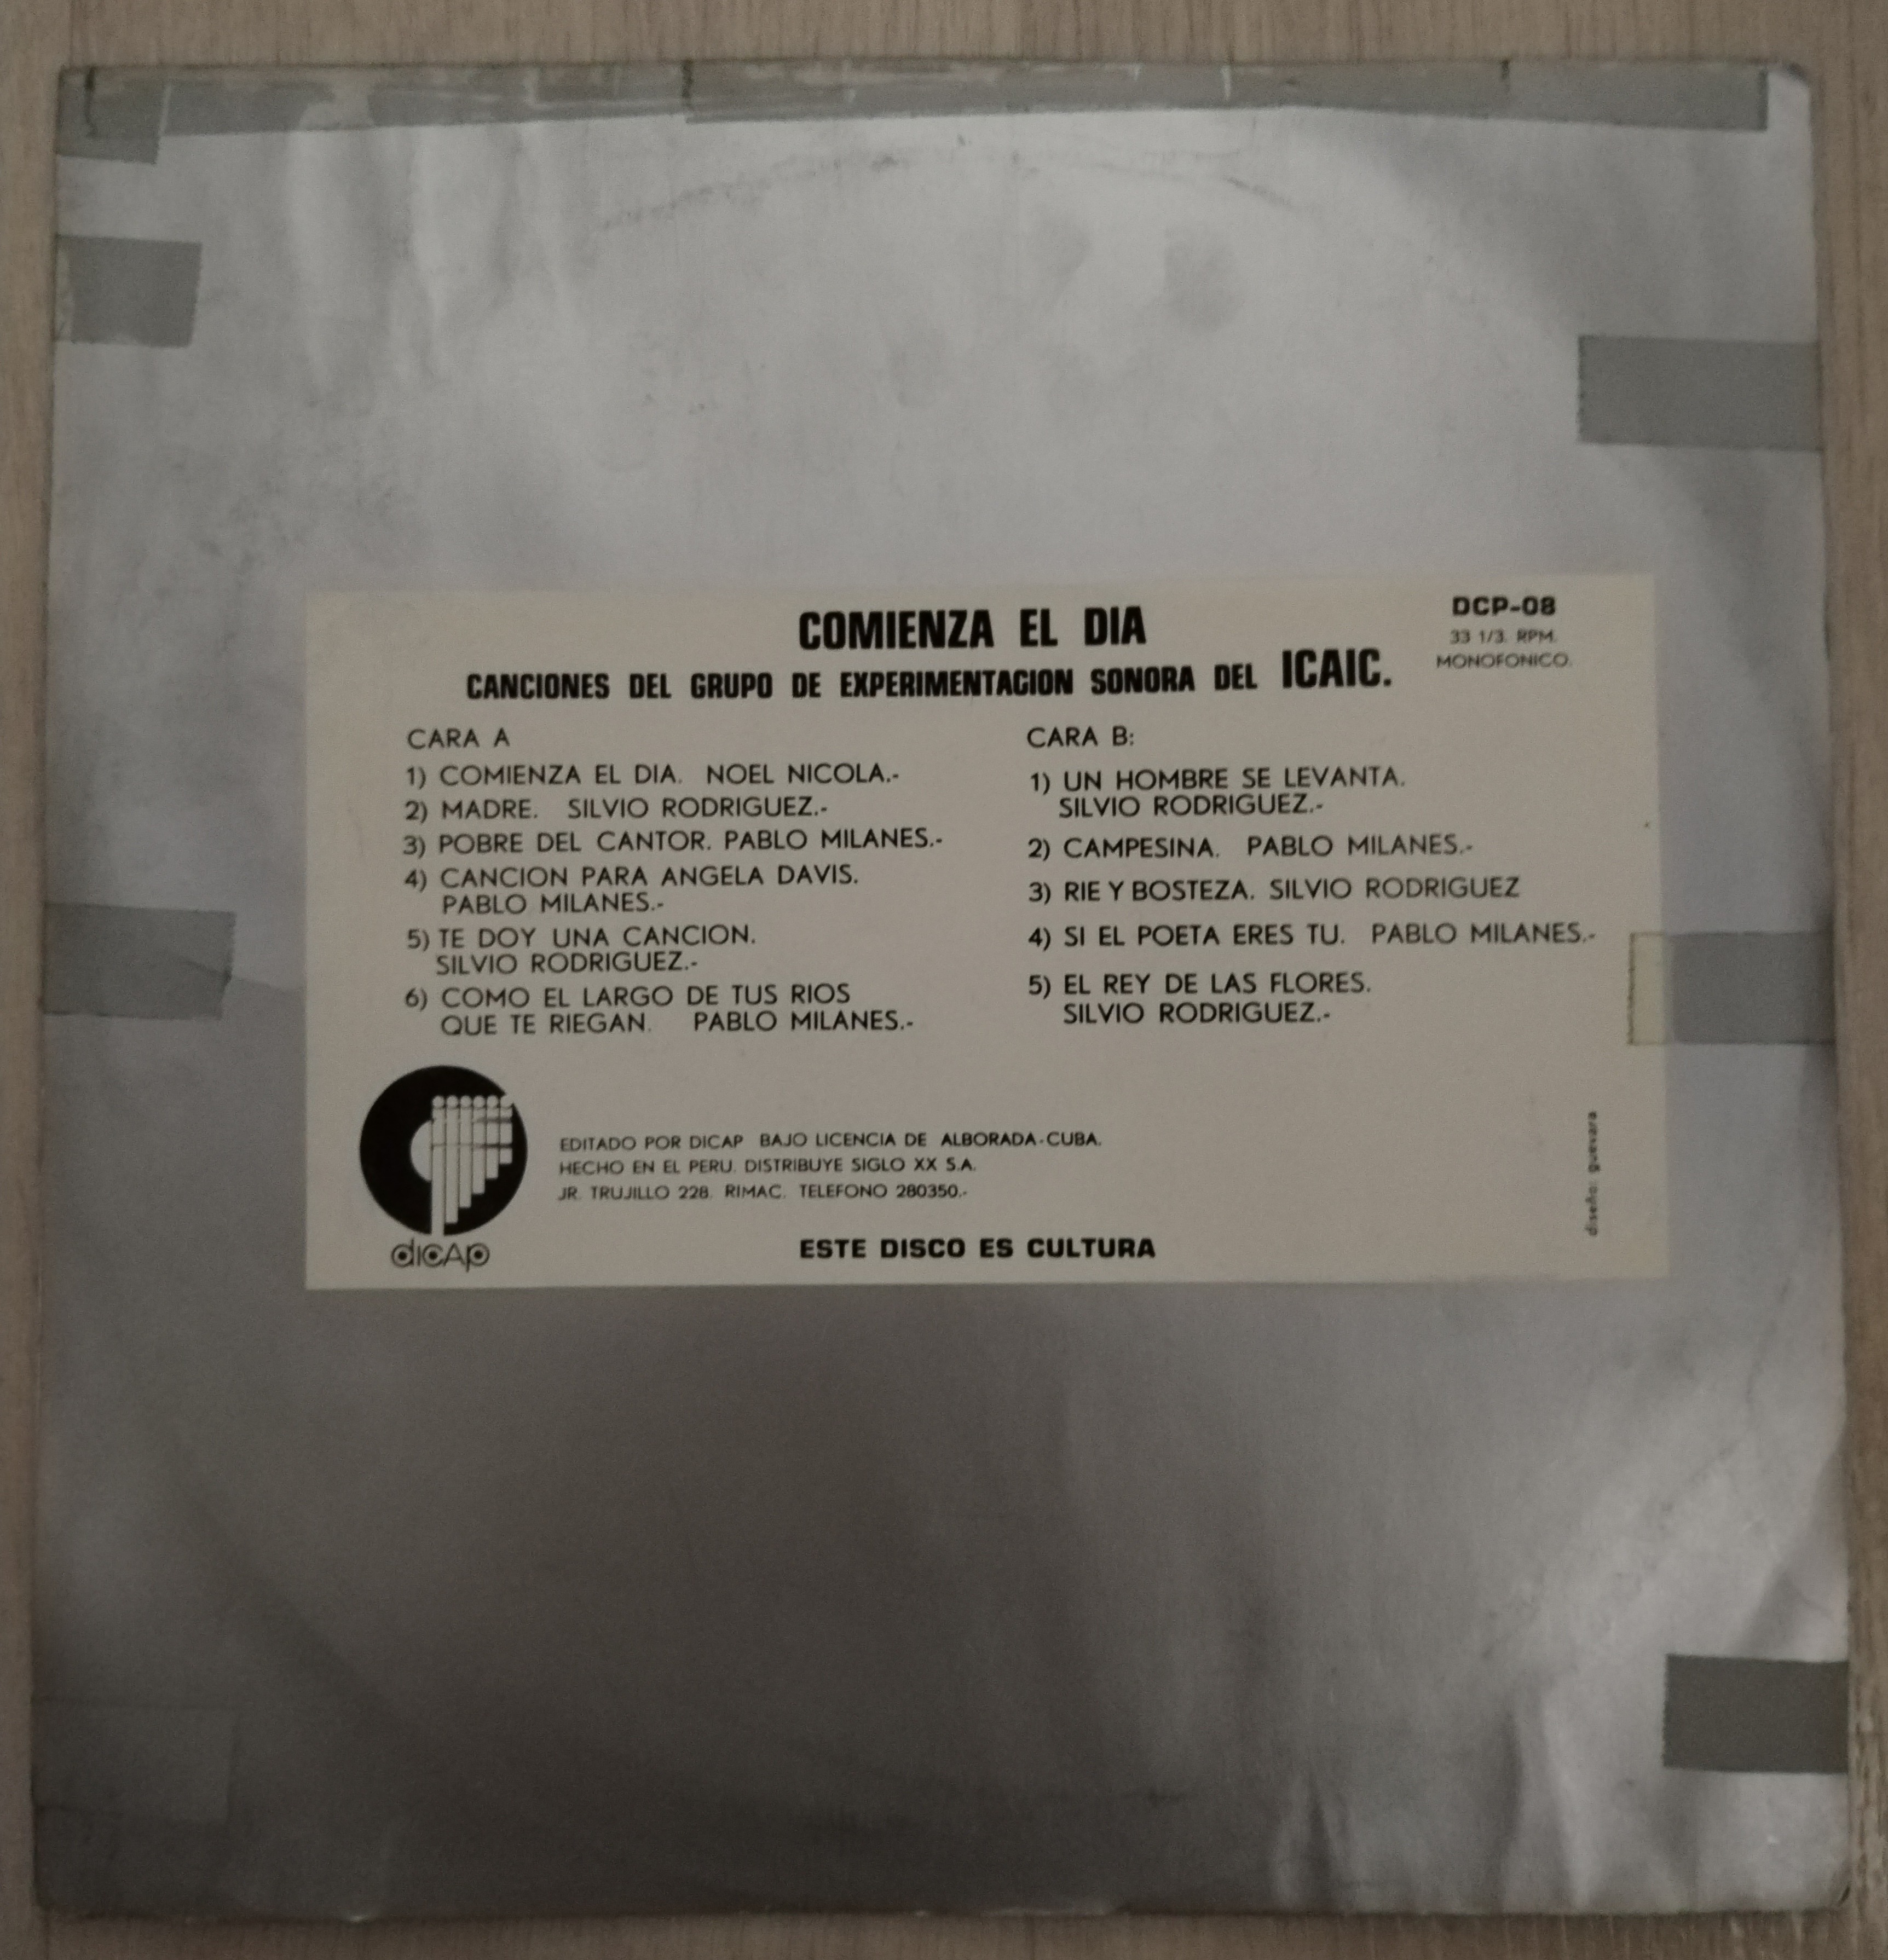 COMIENZA EL DIA
CANCIONES DEL GRUPO DE EXPERIMENTACION SONORA DEL ICAIC.
DCP-08
33 1/3. RPM.
MONOFONICO.
CARA A
1) COMIENZA EL DIA. NOEL NICOLA.-
2) MADRE. SILVIO RODRIGUEZ.-
3) POBRE DEL CANTOR. PABLO MILANES.-
4) CANCION PARA ANGELA DAVIS.
PABLO MILANES.-
5) TE DOY UNA CANCION.
SILVIO RODRIGUEZ.-
6) COMO EL LARGO DE TUS RIOS
QUE TE RIEGAN. PABLO MILANES.-
CARA B:
1) UN HOMBRE SE LEVANTA.
SILVIO RODRIGUEZ.-
2) CAMPESINA. PABLO MILANES.-
3) RIE Y BOSTEZA. SILVIO RODRIGUEZ
4) SI EL POETA ERES TU. PABLO MILANES.-
5) EL REY DE LAS FLORES.
SILVIO RODRIGUEZ.-
dicap
EDITADO POR DICAP BAJO LICENCIA DE ALBORADA-CUBA.
HECHO EN EL PERU. DISTRIBUYE SIGLO XX S.A.
JR. TRUJILLO 228. RIMAC. TELEFONO 280350.-
ESTE DISCO ES CULTURA
diseño: guevara